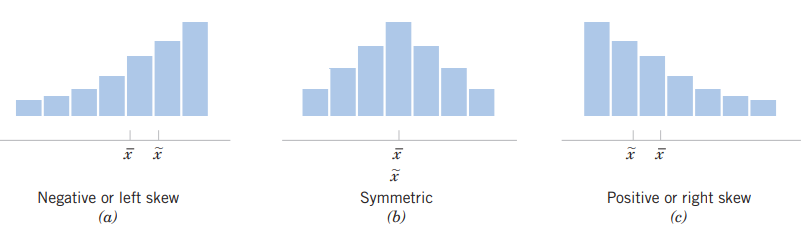 x̄ x̃
Negative or left skew
(a)
x̄
x̃
Symmetric
(b)
x̃ x̄
Positive or right skew
(c)